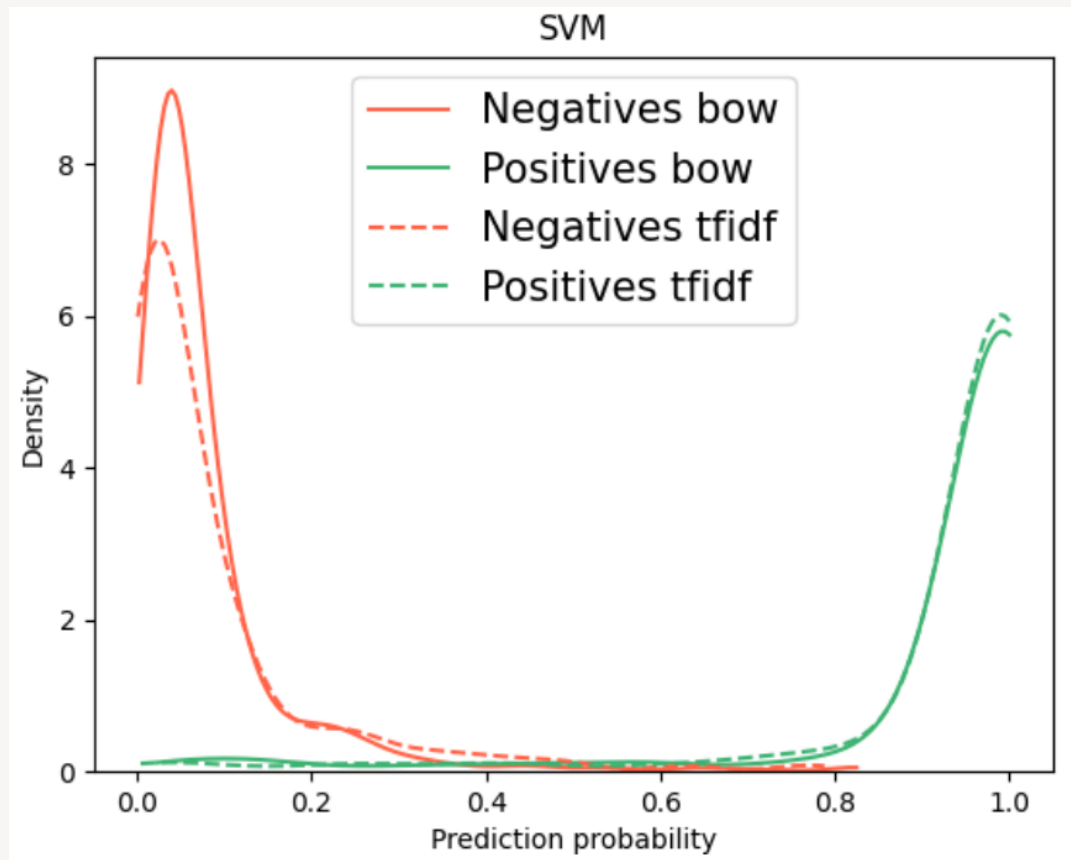 SVM
Negatives bow
Positives bow
Negatives tfidf
Positives tfidf
Density
8
6
4
2
0
0.0 0.2 0.4 0.6 0.8 1.0
Prediction probability